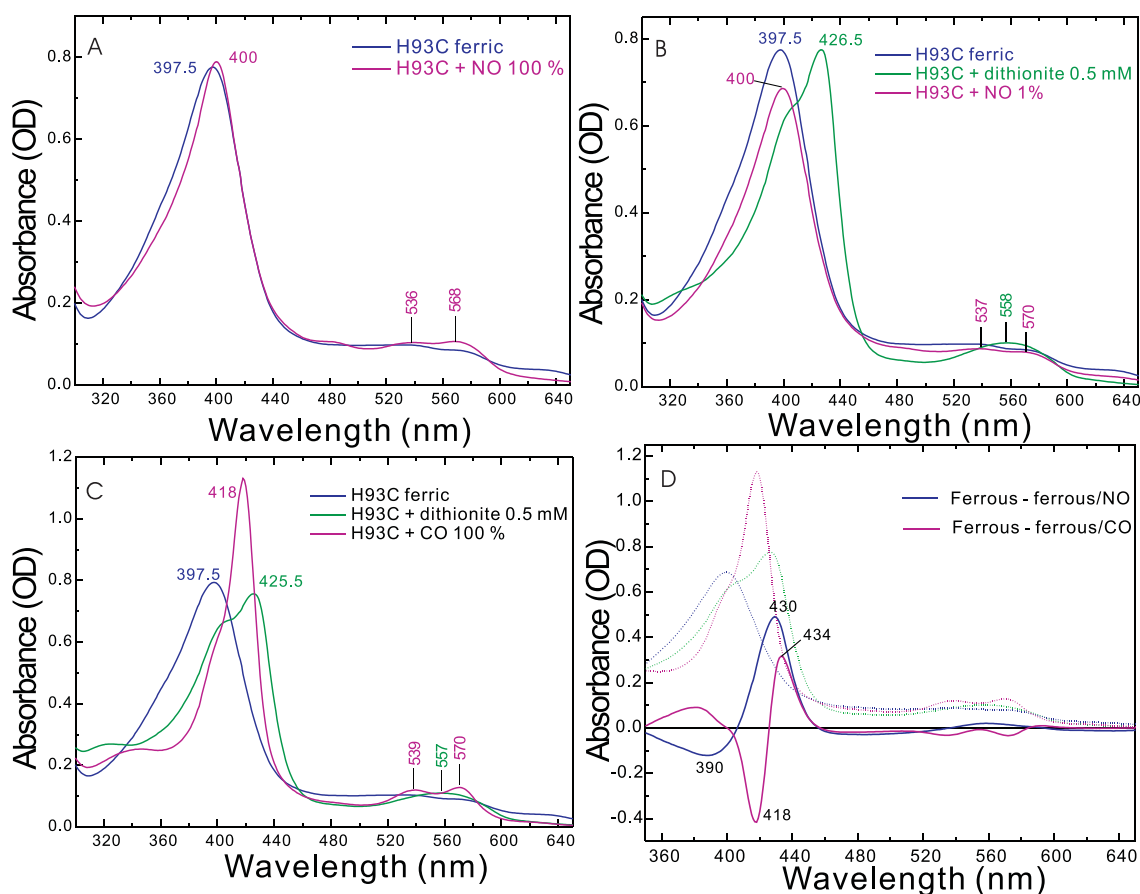 A
H93C ferric
H93C + NO 100 %
397.5
400
536
568
Absorbance (OD)
0.8
0.6
0.4
0.2
0.0
320 360 400 440 480 520 560 600 640
Wavelength (nm)
B
H93C ferric
H93C + dithionite 0.5 mM
H93C + NO 1%
397.5
426.5
400
537
558
570
Absorbance (OD)
0.8
0.6
0.4
0.2
0.0
320 360 400 440 480 520 560 600 640
Wavelength (nm)
C
H93C ferric
H93C + dithionite 0.5 mM
H93C + CO 100 %
418
397.5
425.5
539
557
570
Absorbance (OD)
1.2
1.0
0.8
0.6
0.4
0.2
0.0
320 360 400 440 480 520 560 600 640
Wavelength (nm)
D
Ferrous - ferrous/NO
Ferrous - ferrous/CO
430
434
390
418
Absorbance (OD)
1.2
1.0
0.8
0.6
0.4
0.2
0.0
-0.2
-0.4
360 400 440 480 520 560 600 640
Wavelength (nm)